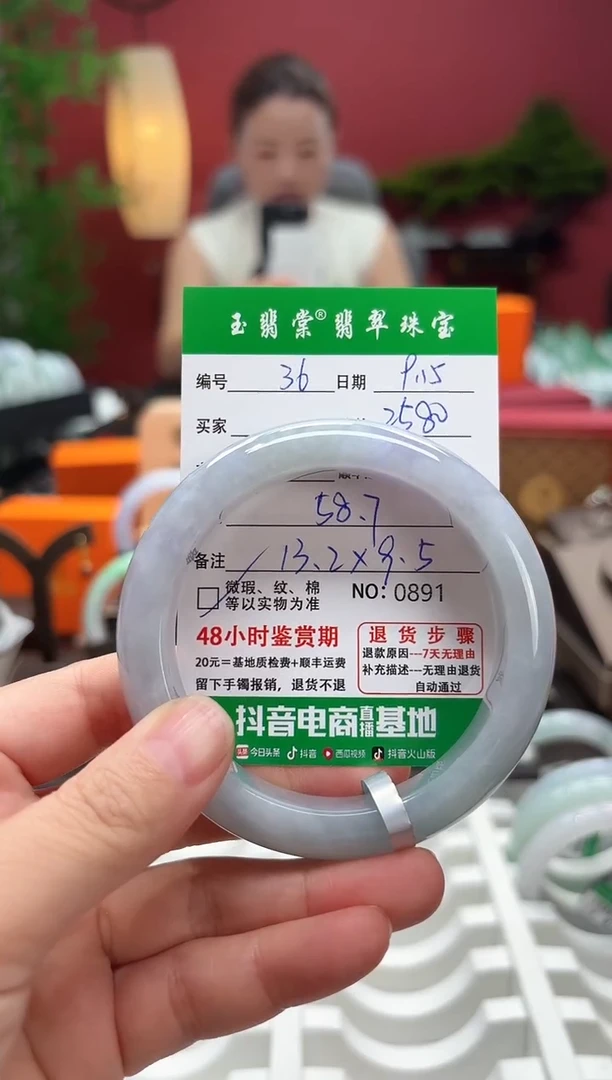 玉翡棠®翡翠珠宝
编号 36 日期 9.15
买家 2580
58.7
备注 13.2×9.5
微瑕、纹、棉
等以实物为准
NO: 0891
48小时鉴赏期
20元=基地质检费+顺丰运费
留下手镯报销，退货不退
退货步骤
退款原因---7天无理由
补充描述---无理由退货
自动通过
抖音电商直播基地
头条 今日头条 抖音 西瓜视频 抖音火山版